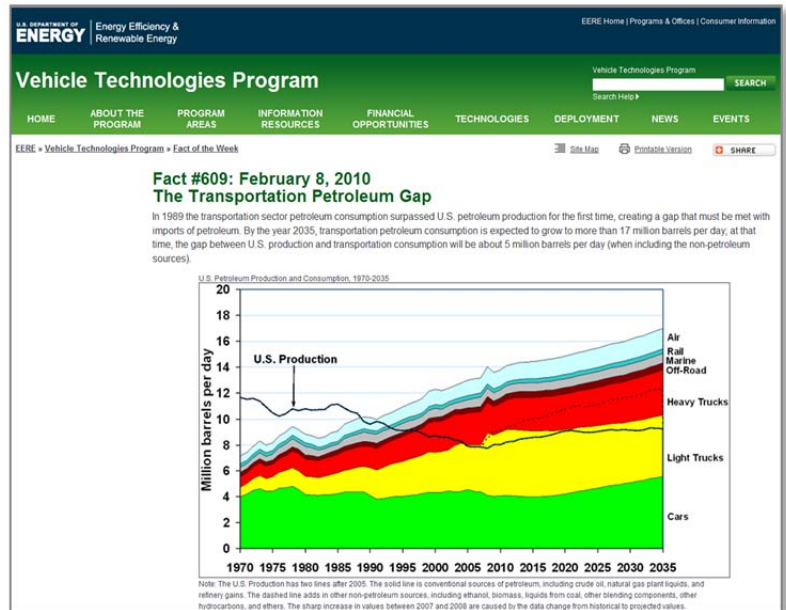 U.S. DEPARTMENT OF
ENERGY
Energy Efficiency &
Renewable Energy
EERE Home | Programs & Offices | Consumer Information
Vehicle Technologies Program
Vehicle Technologies Program
SEARCH
Search Help
HOME
ABOUT THE
PROGRAM
PROGRAM
AREAS
INFORMATION
RESOURCES
FINANCIAL
OPPORTUNITIES
TECHNOLOGIES
DEPLOYMENT
NEWS
EVENTS
EERE » Vehicle Technologies Program » Fact of the Week
Site Map
Printable Version
SHARE
Fact #609: February 8, 2010
The Transportation Petroleum Gap
In 1989 the transportation sector petroleum consumption surpassed U.S. petroleum production for the first time, creating a gap that must be met with
imports of petroleum. By the year 2035, transportation petroleum consumption is expected to grow to more than 17 million barrels per day; at that
time, the gap between U.S. production and transportation consumption will be about 5 million barrels per day (when including the non-petroleum
sources).
U.S. Petroleum Production and Consumption, 1970-2035
Million barrels per day
20
18
16
14
12
10
8
6
4
2
0
U.S. Production
Air
Rail
Marine
Off-Road
Heavy Trucks
Light Trucks
Cars
1970 1975 1980 1985 1990 1995 2000 2005 2010 2015 2020 2025 2030 2035
Note: The U.S. Production has two lines after 2005. The solid line is conventional sources of petroleum, including crude oil, natural gas plant liquids, and
refinery gains. The dashed line adds in other non-petroleum sources, including ethanol, biomass, liquids from coal, other blending components, other
hydrocarbons, and ethers. The sharp increase in values between 2007 and 2008 are caused by the data change from historical to projected values.